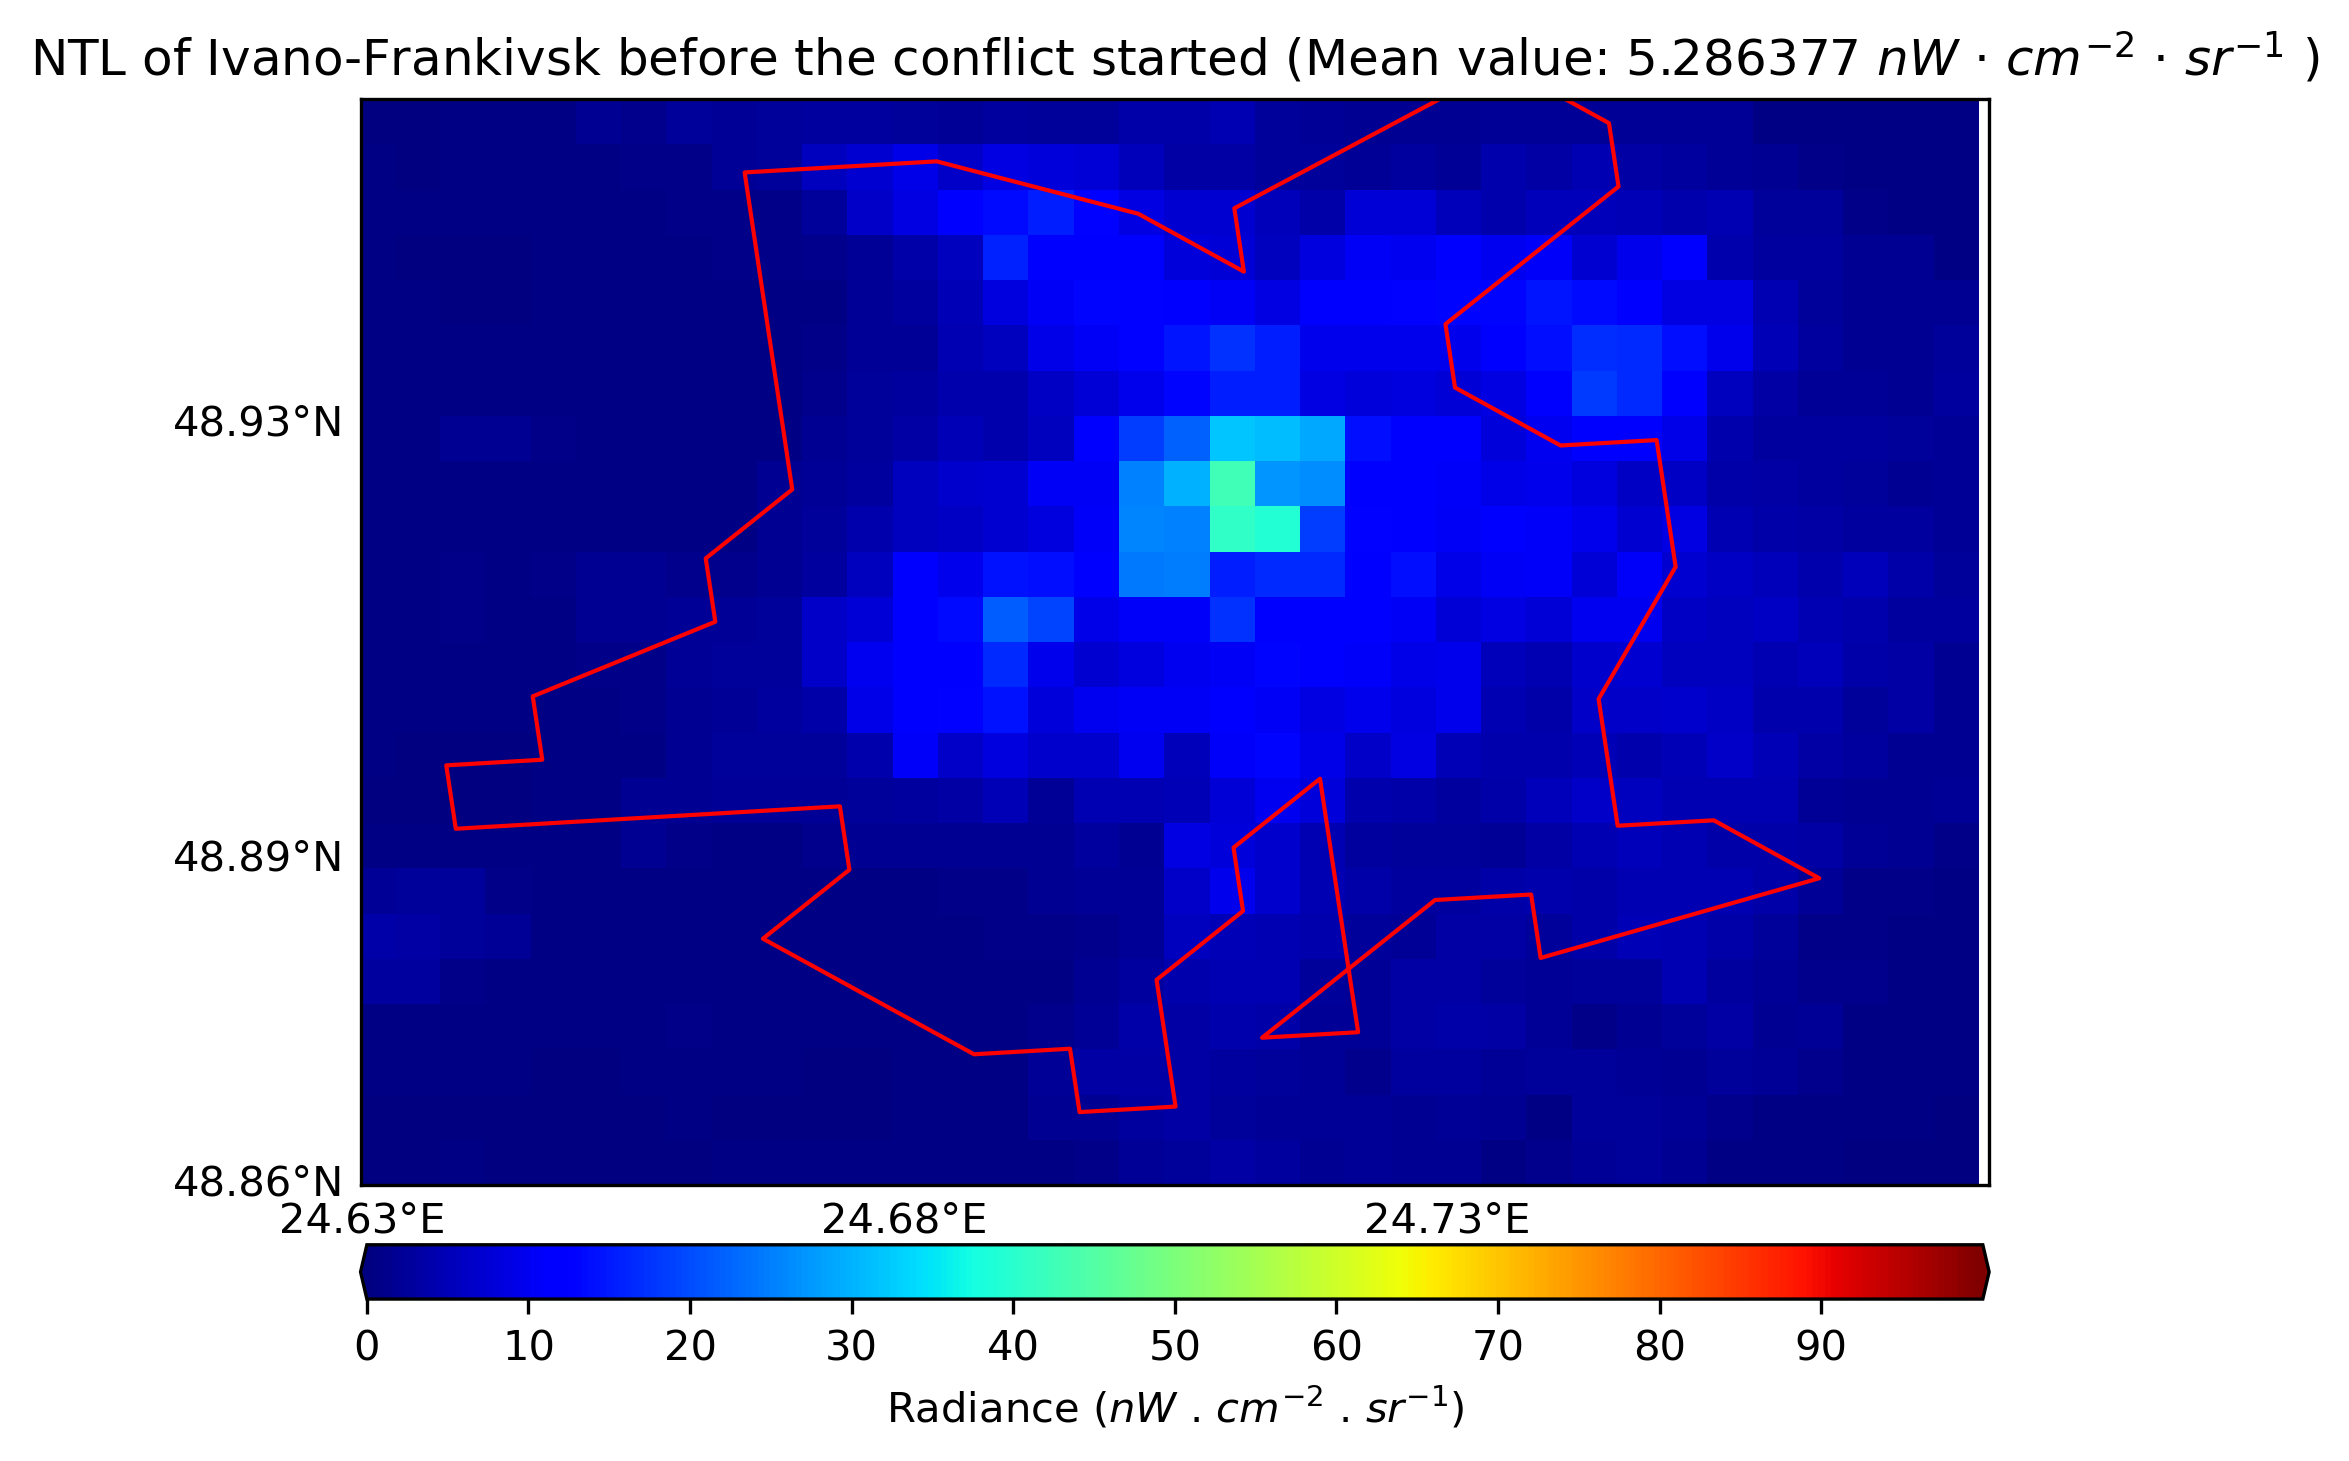 NTL of Ivano-Frankivsk before the conflict started (Mean value: 5.286377 nW · cm⁻² · sr⁻¹ )
48.93°N
48.89°N
48.86°N
24.63°E 24.68°E 24.73°E
0 10 20 30 40 50 60 70 80 90
Radiance (nW . cm⁻² . sr⁻¹)